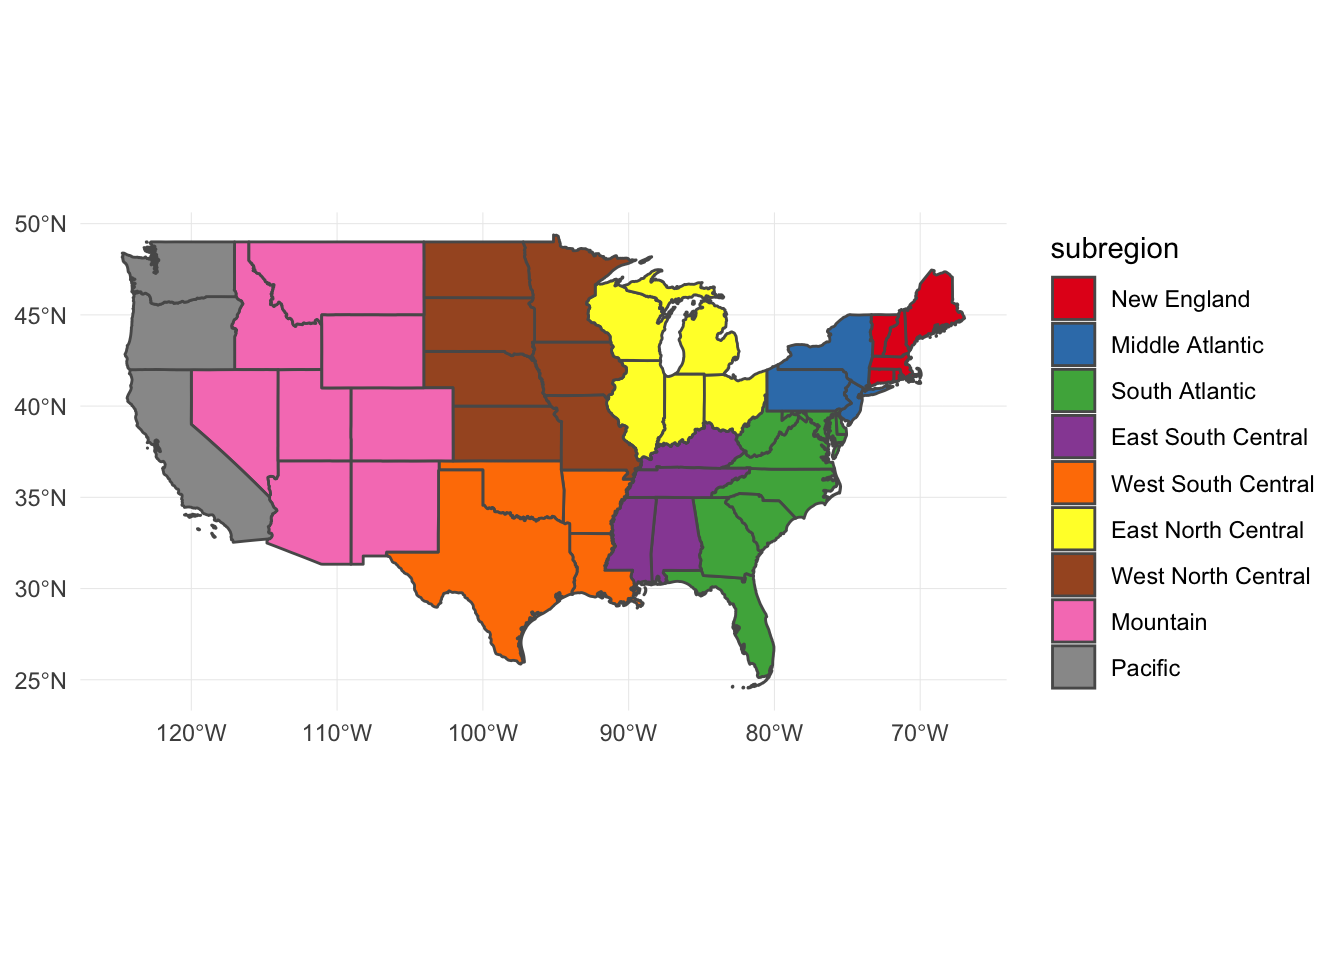 50°N
45°N
40°N
35°N
30°N
25°N
120°W 110°W 100°W 90°W 80°W 70°W
subregion
New England
Middle Atlantic
South Atlantic
East South Central
West South Central
East North Central
West North Central
Mountain
Pacific